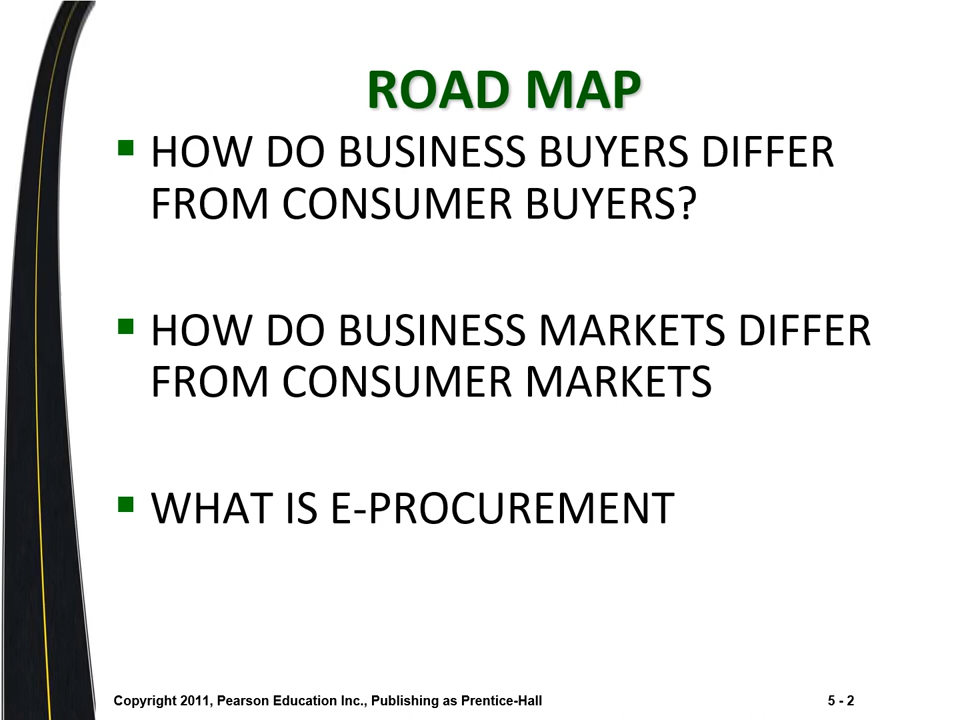 ROAD MAP
HOW DO BUSINESS BUYERS DIFFER
FROM CONSUMER BUYERS?
HOW DO BUSINESS MARKETS DIFFER
FROM CONSUMER MARKETS
WHAT IS E-PROCUREMENT
Copyright 2011, Pearson Education Inc., Publishing as Prentice-Hall 5 - 2